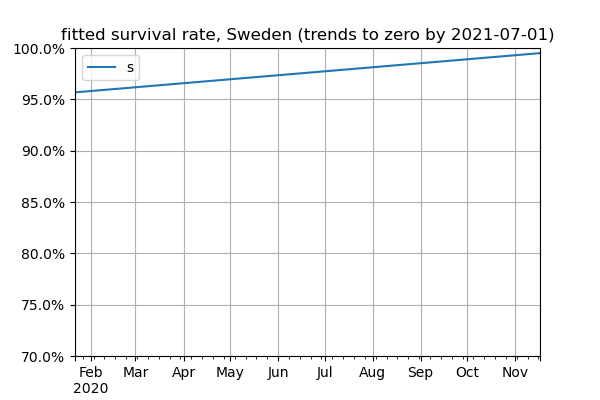 fitted survival rate, Sweden (trends to zero by 2021-07-01)
100.0%
s
95.0%
90.0%
85.0%
80.0%
75.0%
70.0%
Feb Mar Apr May Jun Jul Aug Sep Oct Nov
2020